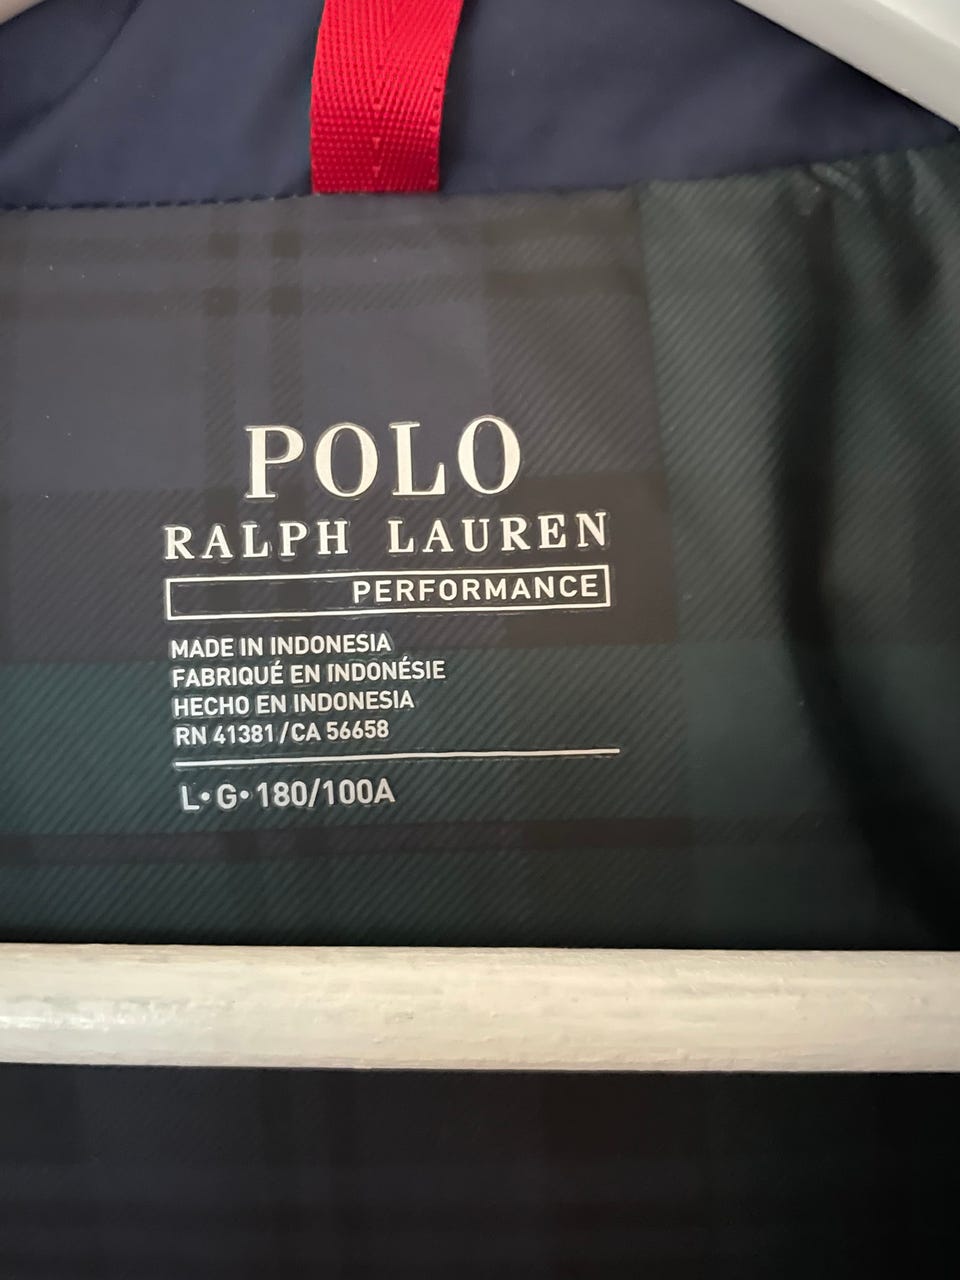 POLO
RALPH LAUREN
PERFORMANCE
MADE IN INDONESIA
FABRIQUÉ EN INDONÉSIE
HECHO EN INDONESIA
RN 41381/CA 56658
L•G•180/100A